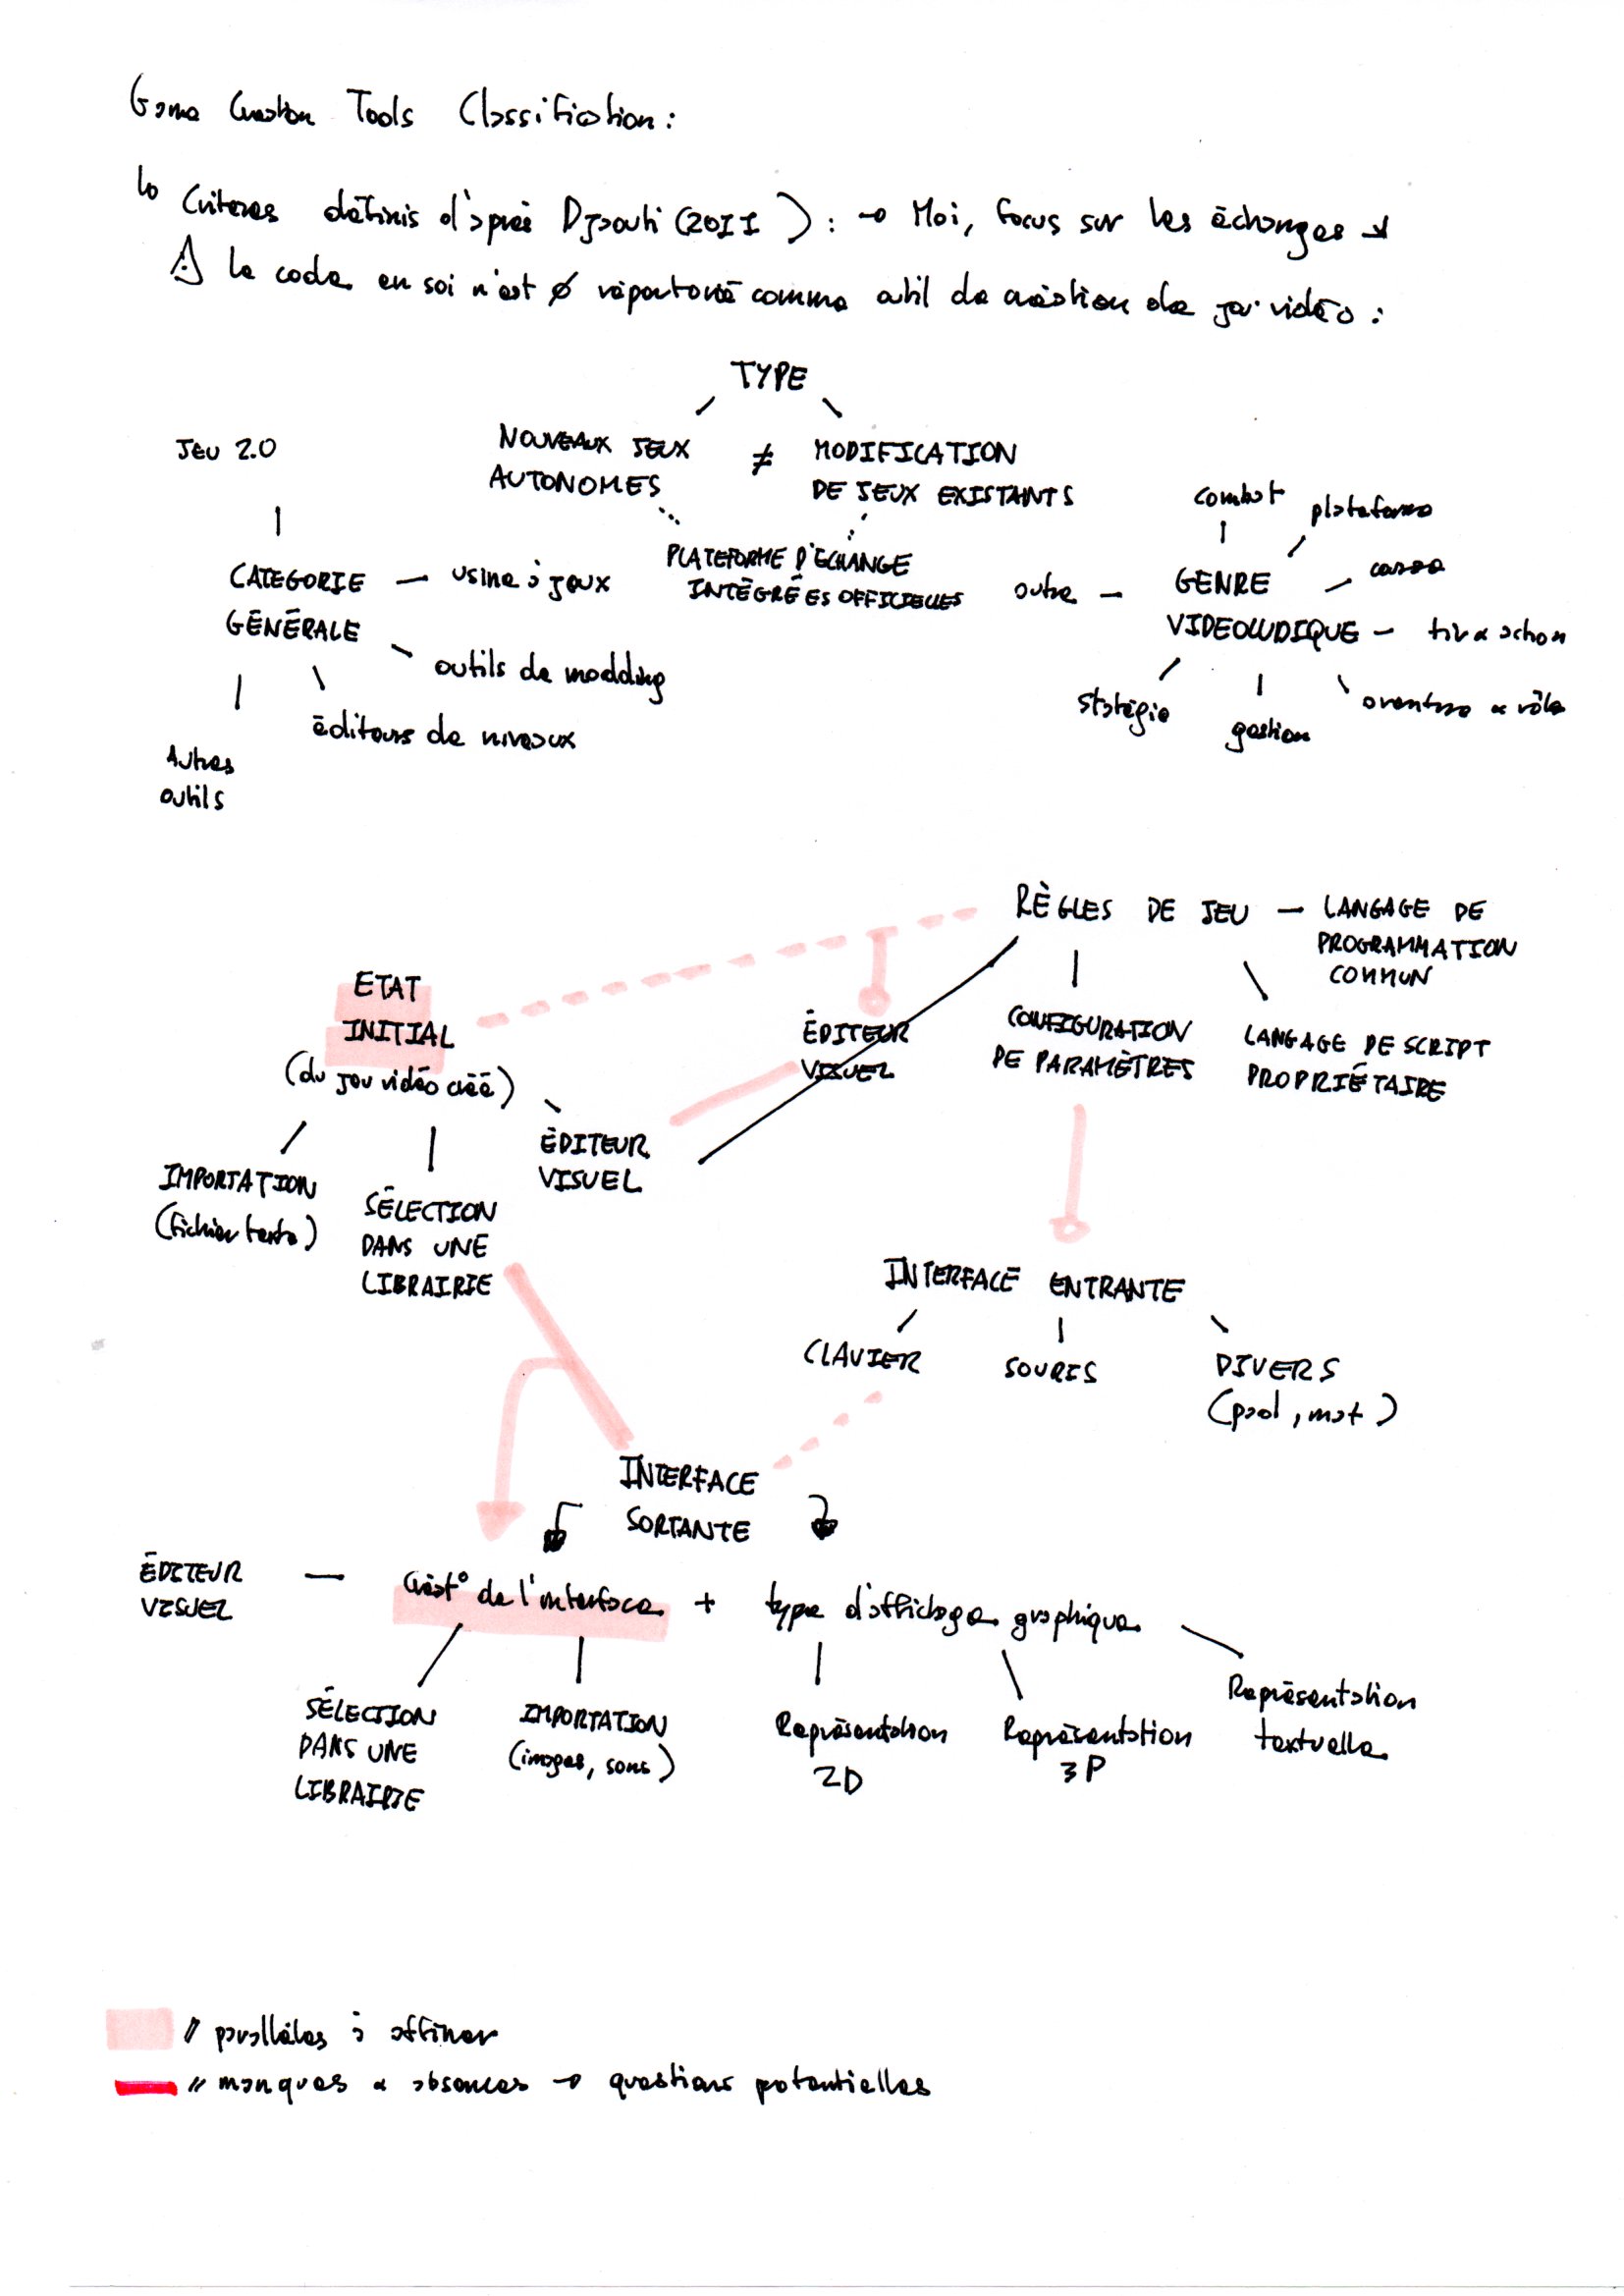 Game Creation Tools Classification :
↳ Critères définis d'après Djaouti (2011) : → Moi, focus sur les échanges ↘
⚠ le code en soi n'est ∅ répertorié comme outil de création de jeu vidéo :
TYPE
NOUVEAUX JEUX
AUTONOMES
≠
MODIFICATION
DE JEUX EXISTANTS
PLATEFORME D'ÉCHANGE
INTÉGRÉES OFFICIELLES
JEU 2.0
CATEGORIE
GÉNÉRALE
usine à jeux
outils de modding
éditeurs de niveaux
Autres
outils
GENRE
VIDEOLUDIQUE
combat
plateforme
course
tir & action
aventure & rôle
gestion
stratégie
autre
RÈGLES DE JEU
LANGAGE DE
PROGRAMMATION
COMMUN
LANGAGE DE SCRIPT
PROPRIÉTAIRE
CONFIGURATION
DE PARAMÈTRES
ÉDITEUR
VISUEL
ETAT
INITIAL
(du jeu vidéo créé)
IMPORTATION
(fichier texte)
SÉLECTION
DANS UNE
LIBRAIRIE
ÉDITEUR
VISUEL
INTERFACE ENTRANTE
CLAVIER
SOURIS
DIVERS
(pad, mat)
INTERFACE
SORTANTE
ÉDITEUR
VISUEL
Créat° de l'interface + type d'affichage graphique
SÉLECTION
DANS UNE
LIBRAIRIE
IMPORTATION
(images, sons)
Représentation
2D
Représentation
3D
Représentation
textuelle
// parallèles à affiner
// manques & absences → questions potentielles